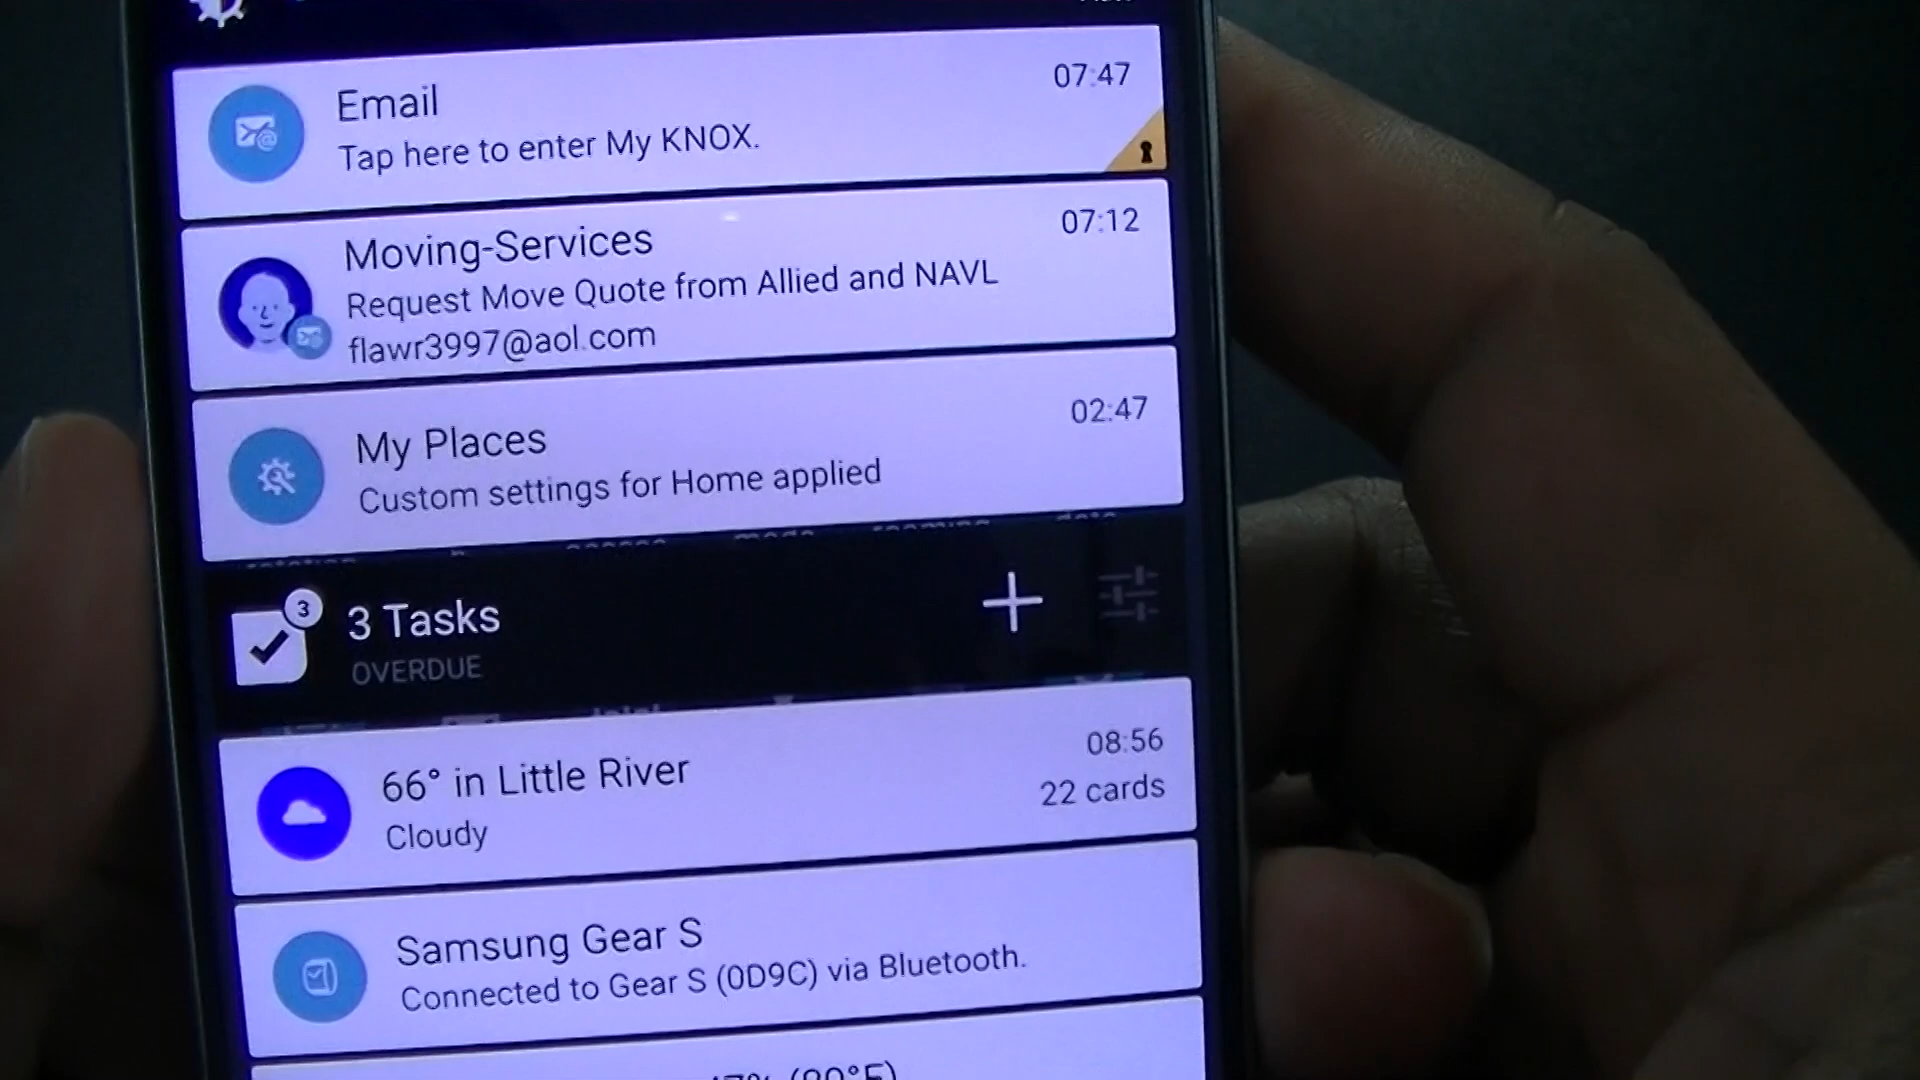 Email
07:47
Tap here to enter My KNOX.
Moving-Services
07:12
Request Move Quote from Allied and NAVL
flawr3997@aol.com
My Places
02:47
Custom settings for Home applied
3
3 Tasks
OVERDUE
66° in Little River
08:56
22 cards
Cloudy
Samsung Gear S
Connected to Gear S (0D9C) via Bluetooth.